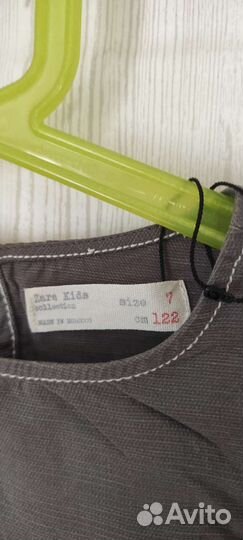 Zara Kids size 7
collection
MADE IN MOROCCO cm 122
Avito